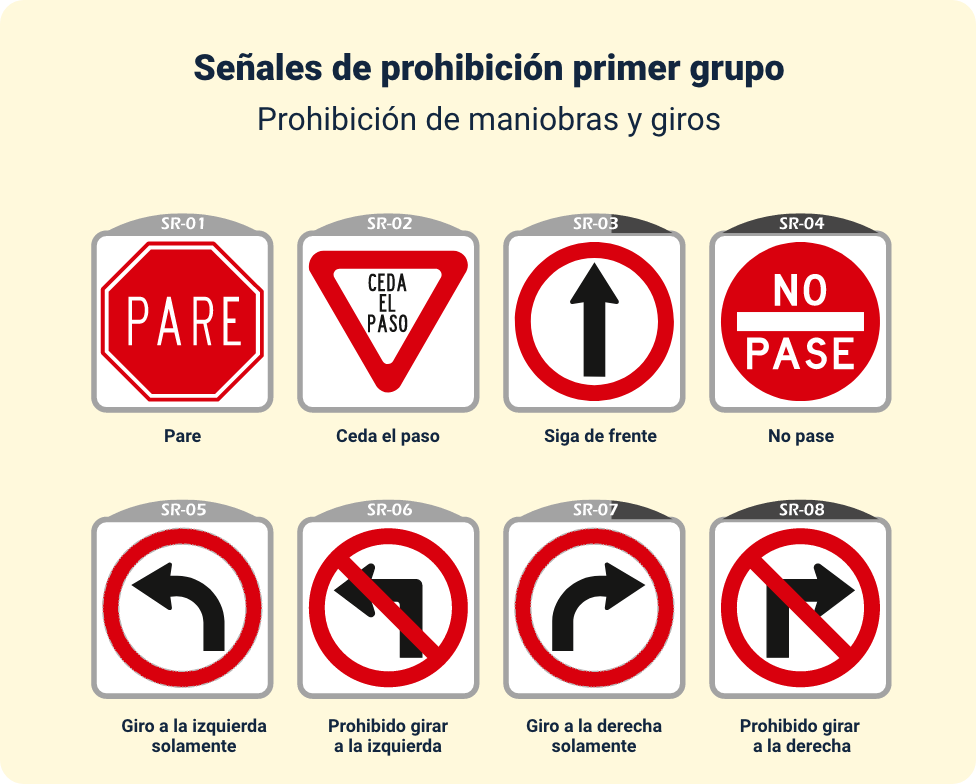 Señales de prohibición primer grupo
Prohibición de maniobras y giros
SR-01 SR-02 SR-03 SR-04
PARE
CEDA
EL
PASO
NO
PASE
Pare Ceda el paso Siga de frente No pase
SR-05 SR-06 SR-07 SR-08
Giro a la izquierda
solamente
Prohibido girar
a la izquierda
Giro a la derecha
solamente
Prohibido girar
a la derecha